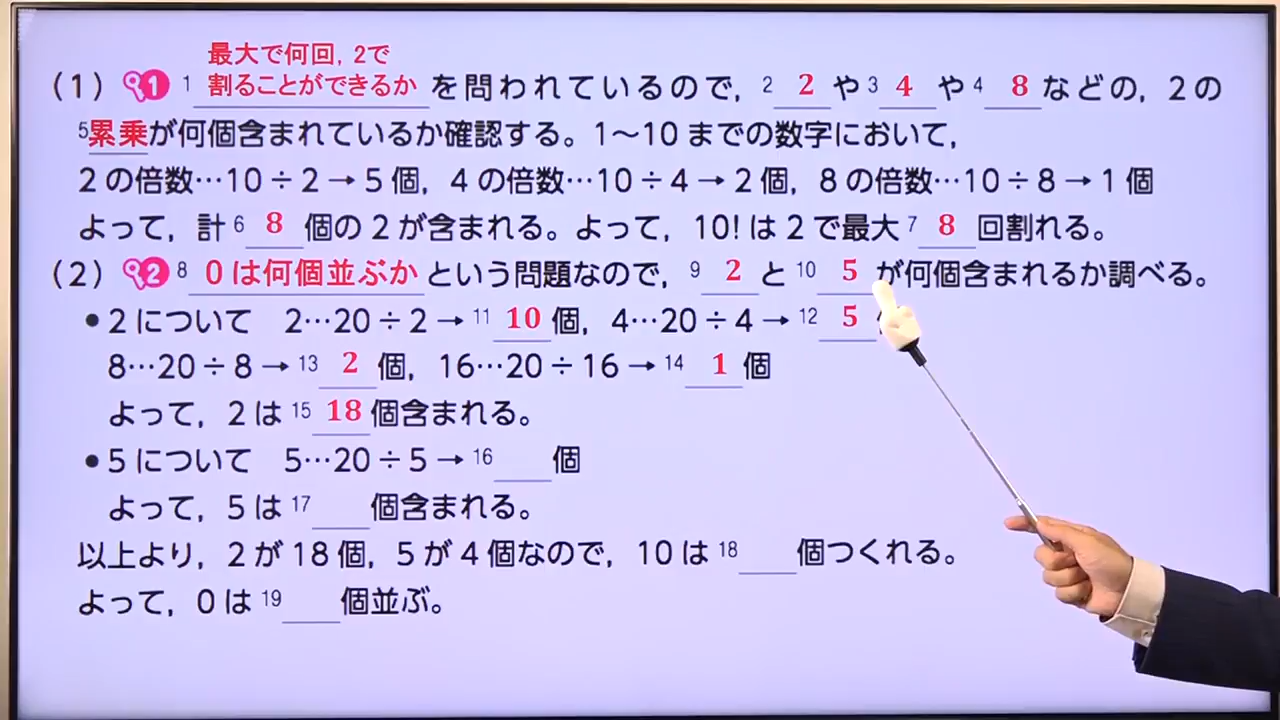 最大で何回，2で
(1) 1 1 割ることができるか を問われているので，2 2 や 3 4 や 4 8 などの，2の
5 累乗が何個含まれているか確認する。1～10までの数字において，
2の倍数…10÷2→5個，4の倍数…10÷4→2個，8の倍数…10÷8→1個
よって，計 6 8 個の2が含まれる。よって，10!は2で最大 7 8 回割れる。
(2) 2 8 0は何個並ぶか という問題なので，9 2 と 10 5 が何個含まれるか調べる。
●2について 2…20÷2→ 11 10 個，4…20÷4→ 12 5
8…20÷8→ 13 2 個，16…20÷16→ 14 1 個
よって，2は 15 18 個含まれる。
●5について 5…20÷5→ 16 個
よって，5は 17 個含まれる。
以上より，2が18個，5が4個なので，10は 18 個つくれる。
よって，0は 19 個並ぶ。